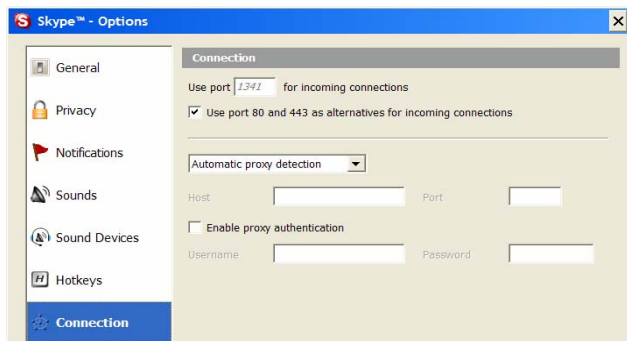 Skype™ - Options
General
Privacy
Notifications
Sounds
Sound Devices
H Hotkeys
Connection
Connection
Use port 1341 for incoming connections
Use port 80 and 443 as alternatives for incoming connections
Automatic proxy detection
Host Port
Enable proxy authentication
Username Password